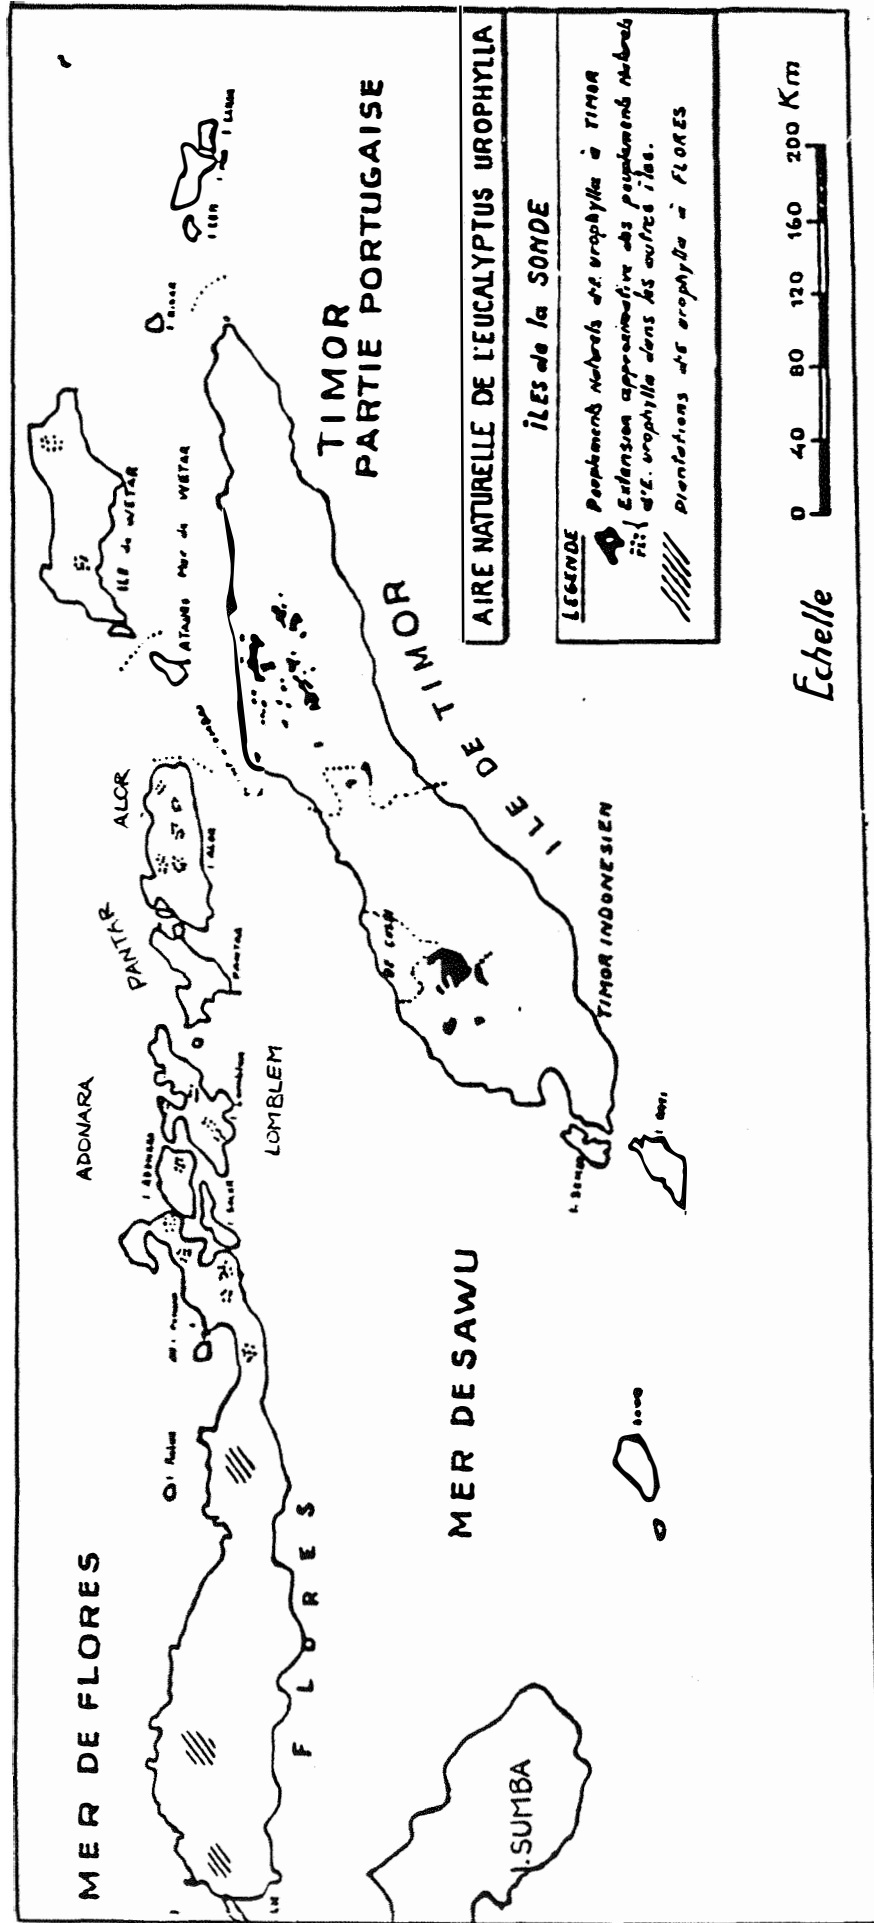 MER DE FLORES
ADONARA
PANTAR
ALOR
I ADONARA
LOMBLEM
I ALOR
PANTAR
ATAURO
Mer de WETAR
ILE de WETAR
F L O R E S
MER DE SAWU
I.SUMBA
TIMOR INDONESIEN
ILE DE TIMOR
TIMOR
PARTIE PORTUGAISE
AIRE NATURELLE DE L'EUCALYPTUS UROPHYLLA
ÎLES de la SONDE
LEGENDE
Peuplements Naturels d'E. urophylla à TIMOR
Extension approximative des peuplements Naturels
d'E. urophylla dans les autres îles.
Plantations d'E urophylla à FLORES
Echelle
0 40 80 120 160 200 Km